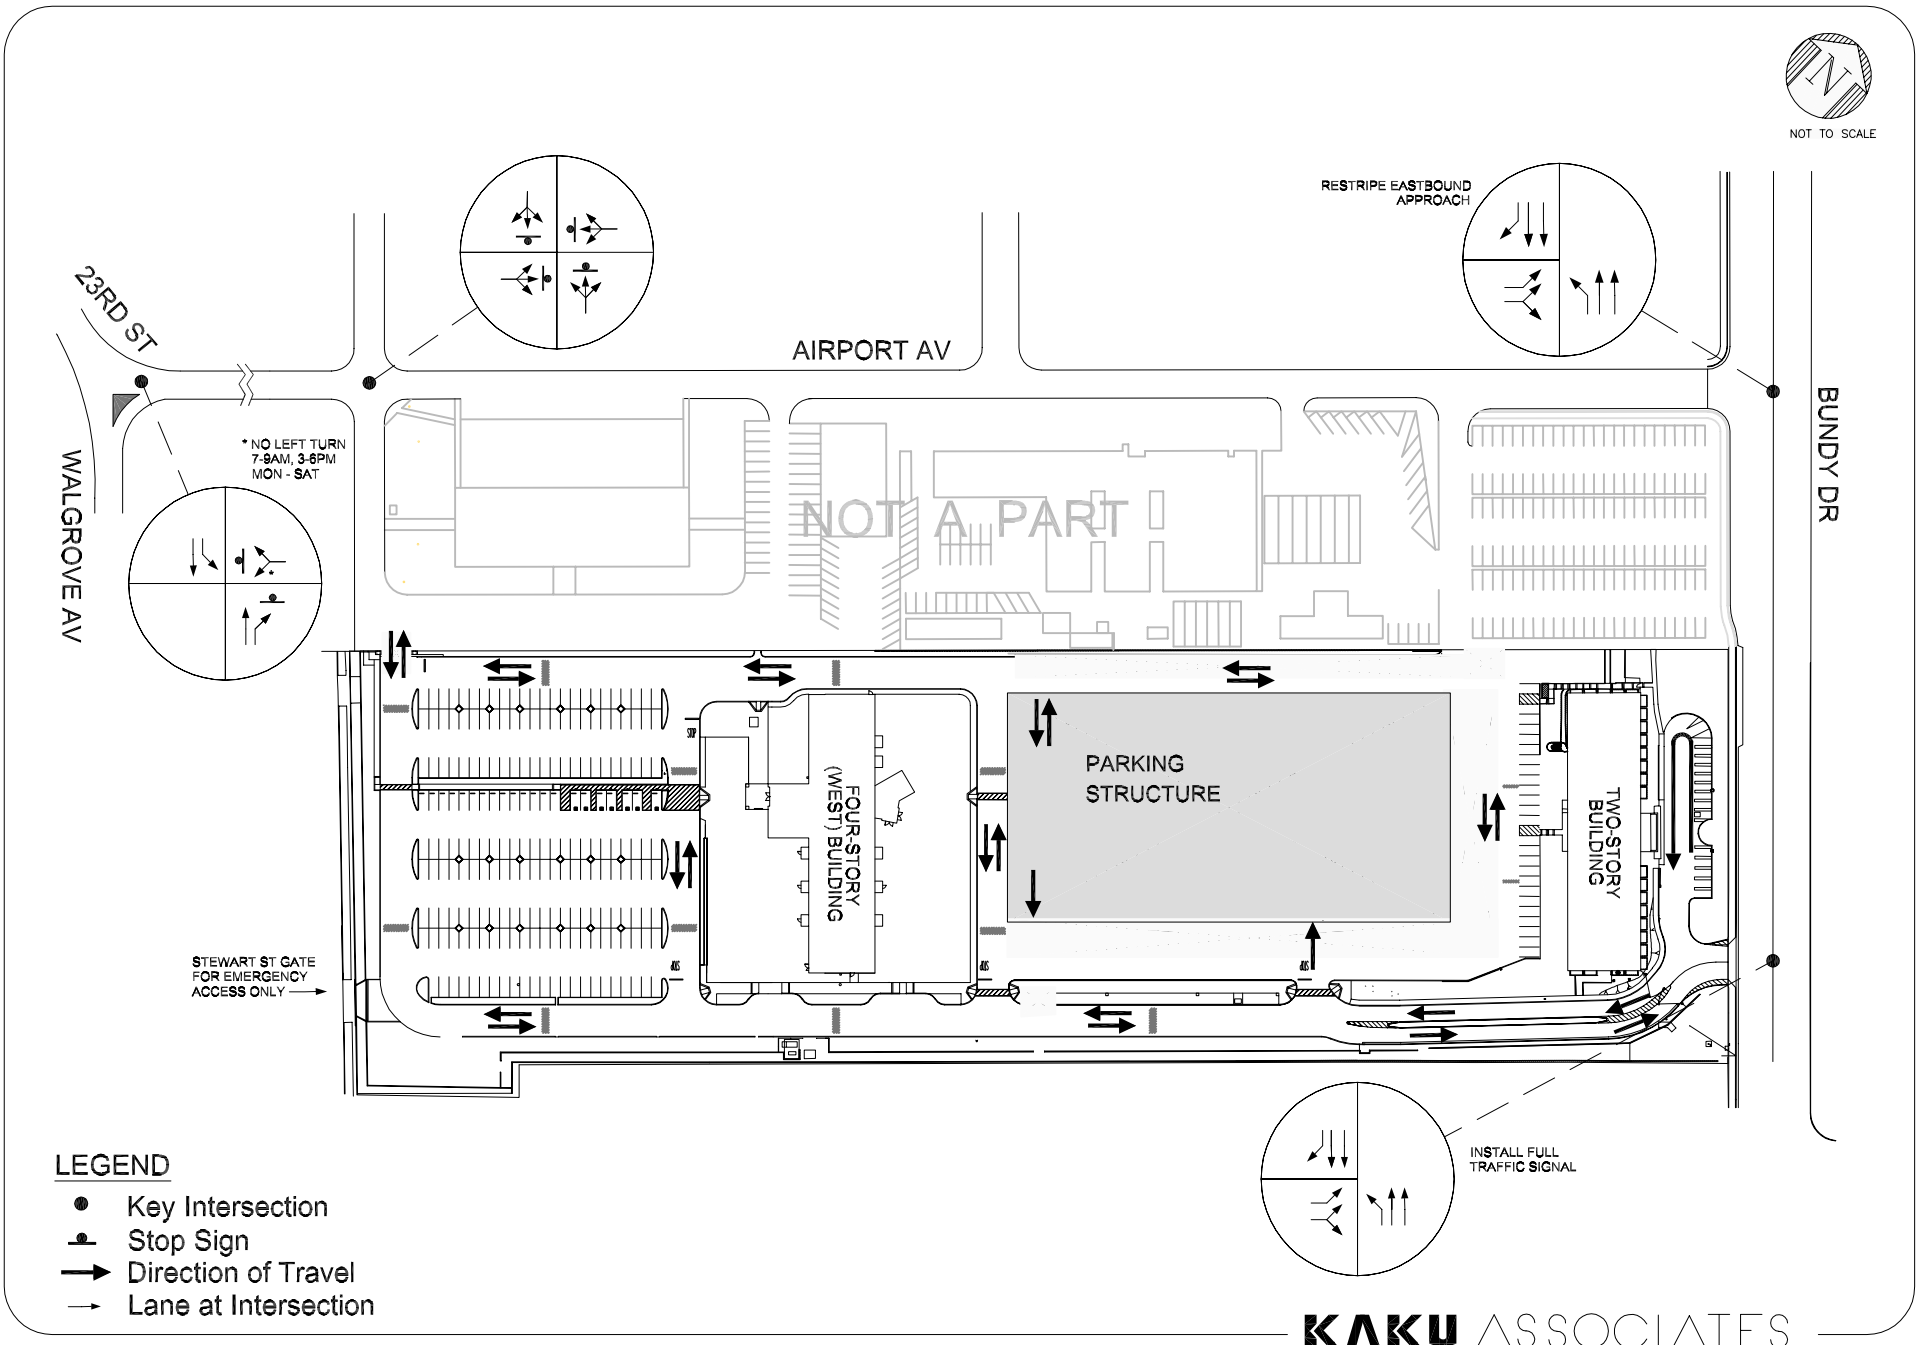 N
NOT TO SCALE
RESTRIPE EASTBOUND
APPROACH
23RD ST
AIRPORT AV
BUNDY DR
* NO LEFT TURN
7-9AM, 3-6PM
MON - SAT
WALGROVE AV
NOT A PART
*
STOP
PARKING
STRUCTURE
FOUR-STORY
(WEST) BUILDING
TWO-STORY
BUILDING
STEWART ST GATE
FOR EMERGENCY
ACCESS ONLY
INSTALL FULL
TRAFFIC SIGNAL
LEGEND
Key Intersection
Stop Sign
Direction of Travel
Lane at Intersection
KAKU ASSOCIATES